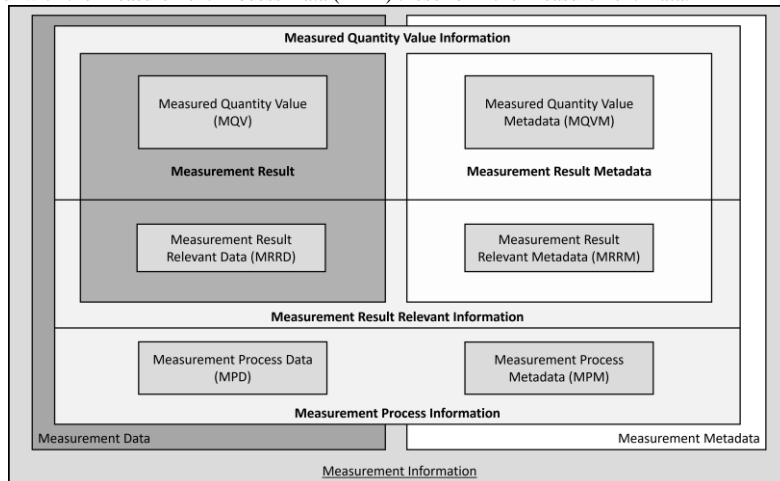 Measured Quantity Value Information
Measured Quantity Value
(MQV)
Measured Quantity Value
Metadata (MQVM)
Measurement Result
Measurement Result Metadata
Measurement Result
Relevant Data (MRRD)
Measurement Result
Relevant Metadata (MRRM)
Measurement Result Relevant Information
Measurement Process Data
(MPD)
Measurement Process
Metadata (MPM)
Measurement Process Information
Measurement Data
Measurement Metadata
Measurement Information